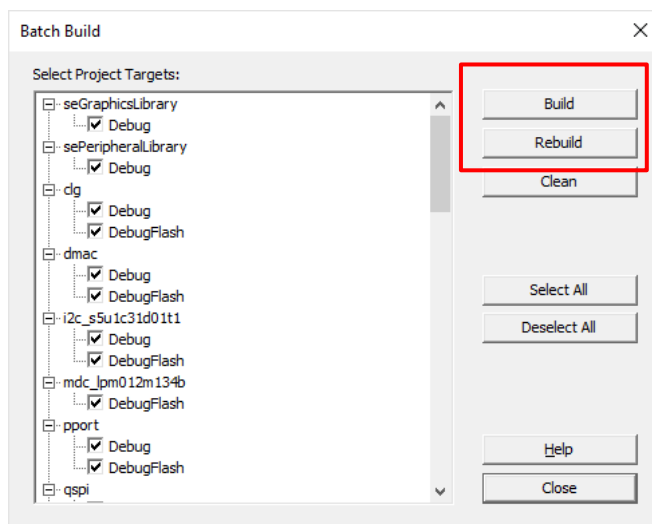 Batch Build
Select Project Targets:
seGraphicsLibrary
Debug
sePeripheralLibrary
Debug
clg
Debug
DebugFlash
dmac
Debug
DebugFlash
i2c_s5u1c31d01t1
Debug
DebugFlash
mdc_lpm012m134b
DebugFlash
pport
Debug
DebugFlash
qspi
Build
Rebuild
Clean
Select All
Deselect All
Help
Close